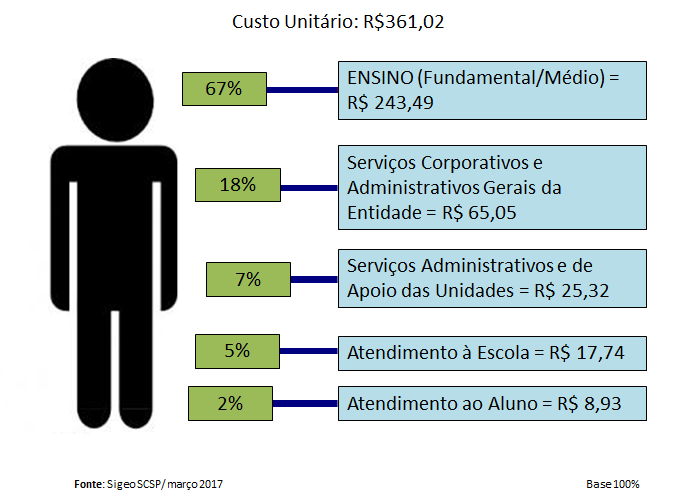 Custo Unitário: R$361,02
67%
ENSINO (Fundamental/Médio) =
R$ 243,49
18%
Serviços Corporativos e
Administrativos Gerais da
Entidade = R$ 65,05
7%
Serviços Administrativos e de
Apoio das Unidades = R$ 25,32
5%
Atendimento à Escola = R$ 17,74
2%
Atendimento ao Aluno = R$ 8,93
Fonte: Sigeo SCSP/ março 2017
Base 100%